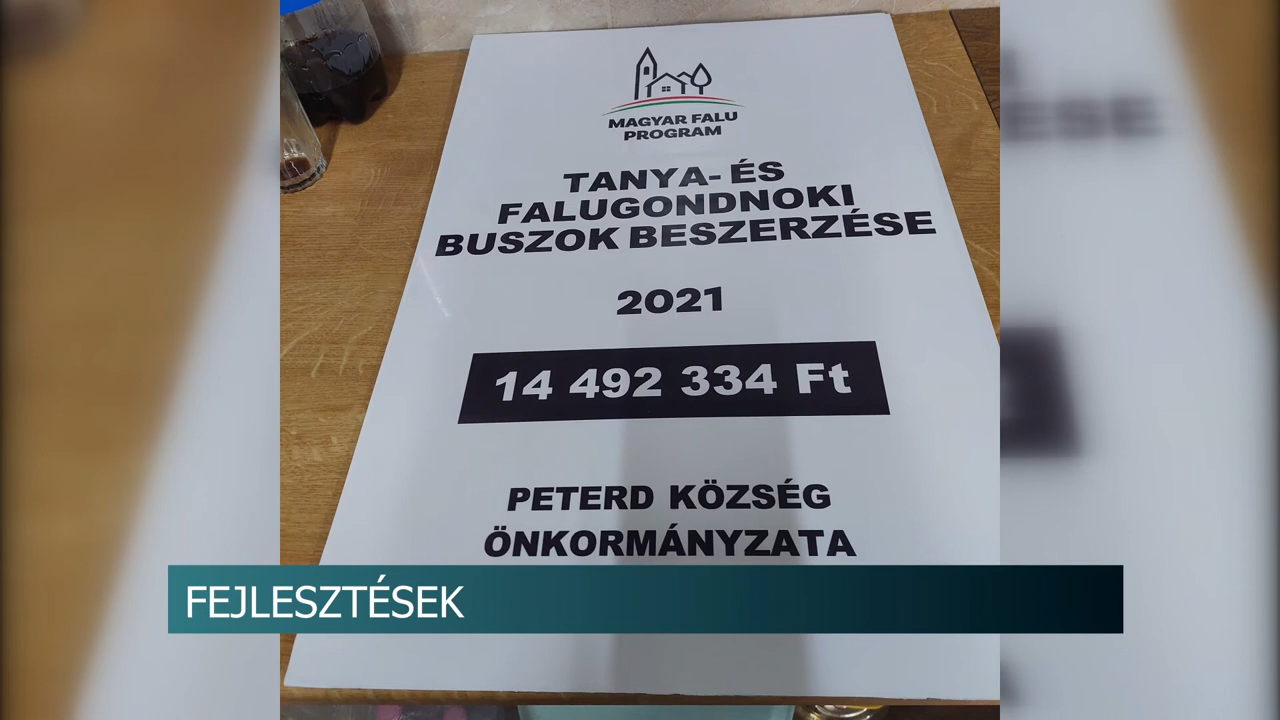 MAGYAR FALU
PROGRAM
TANYA- ÉS
FALUGONDNOKI
BUSZOK BESZERZÉSE
2021
14 492 334 Ft
PETERD KÖZSÉG
ÖNKORMÁNYZATA
FEJLESZTÉSEK